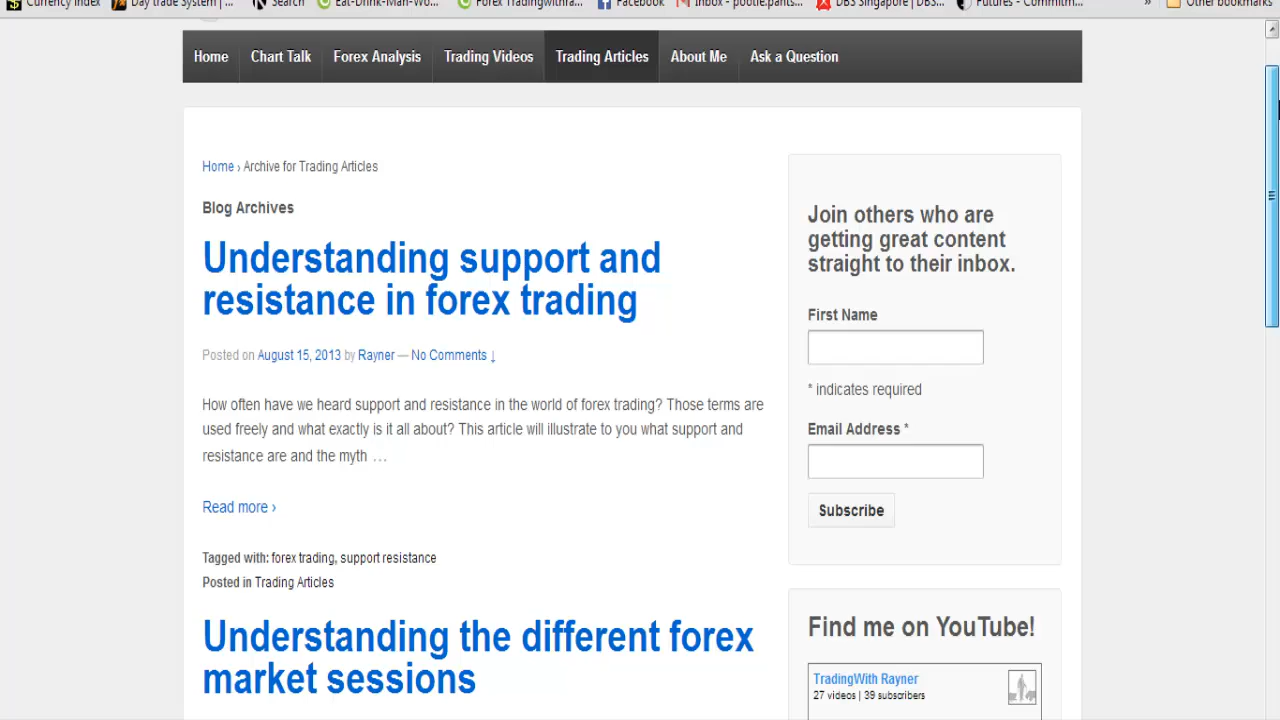 Currency Index
Day trade System | ...
Search
Eat-Drink-Man-Wo...
Forex Tradingwithra...
Facebook
Inbox - pootie.pants...
DBS Singapore | DBS...
Futures - Commitm...
»
Other bookmarks
Home
Chart Talk
Forex Analysis
Trading Videos
Trading Articles
About Me
Ask a Question
Home › Archive for Trading Articles
Blog Archives
Understanding support and
resistance in forex trading
Posted on August 15, 2013 by Rayner — No Comments ↓
How often have we heard support and resistance in the world of forex trading? Those terms are
used freely and what exactly is it all about? This article will illustrate to you what support and
resistance are and the myth …
Read more ›
Tagged with: forex trading, support resistance
Posted in Trading Articles
Understanding the different forex
market sessions
Join others who are
getting great content
straight to their inbox.
First Name
* indicates required
Email Address *
Subscribe
Find me on YouTube!
TradingWith Rayner
27 videos | 39 subscribers